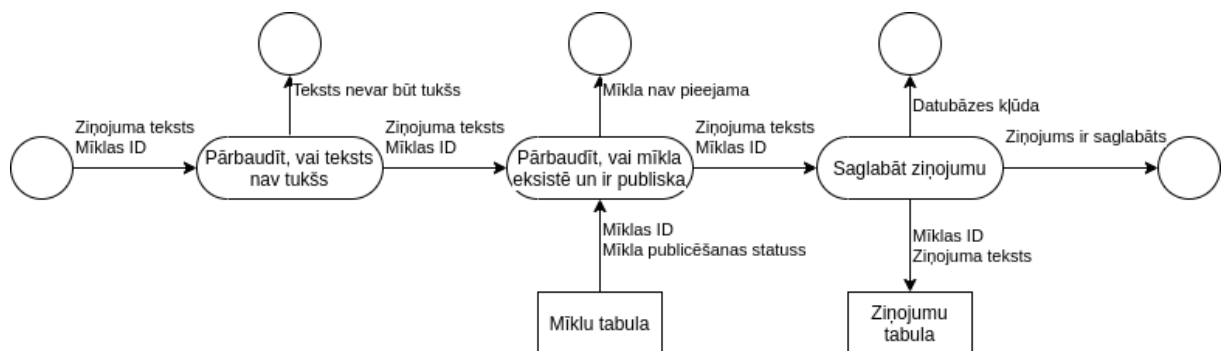 Teksts nevar būt tukšs
Mīkla nav pieejama
Datubāzes kļūda
Ziņojuma teksts
Mīklas ID
Pārbaudīt, vai teksts
nav tukšs
Ziņojuma teksts
Mīklas ID
Pārbaudīt, vai mīkla
eksistē un ir publiska
Ziņojuma teksts
Mīklas ID
Saglabāt ziņojumu
Ziņojums ir saglabāts
Mīklas ID
Mīkla publicēšanas statuss
Mīklas ID
Ziņojuma teksts
Mīklu tabula
Ziņojumu
tabula